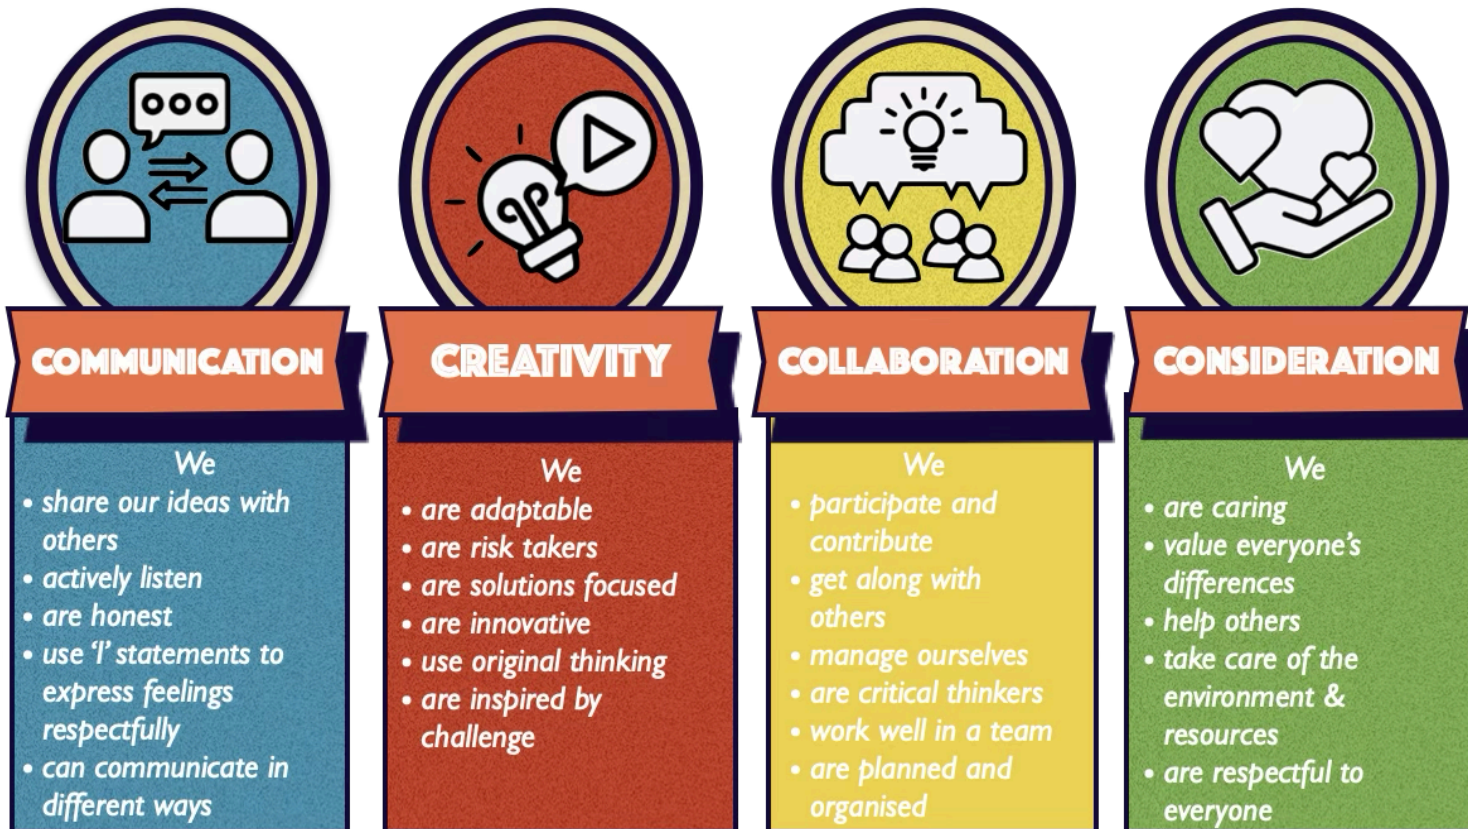 COMMUNICATION
We
• share our ideas with
others
• actively listen
• are honest
• use ‘I’ statements to
express feelings
respectfully
• can communicate in
different ways
CREATIVITY
We
• are adaptable
• are risk takers
• are solutions focused
• are innovative
• use original thinking
• are inspired by
challenge
COLLABORATION
We
• participate and
contribute
• get along with
others
• manage ourselves
• are critical thinkers
• work well in a team
• are planned and
organised
CONSIDERATION
We
• are caring
• value everyone’s
differences
• help others
• take care of the
environment &
resources
• are respectful to
everyone